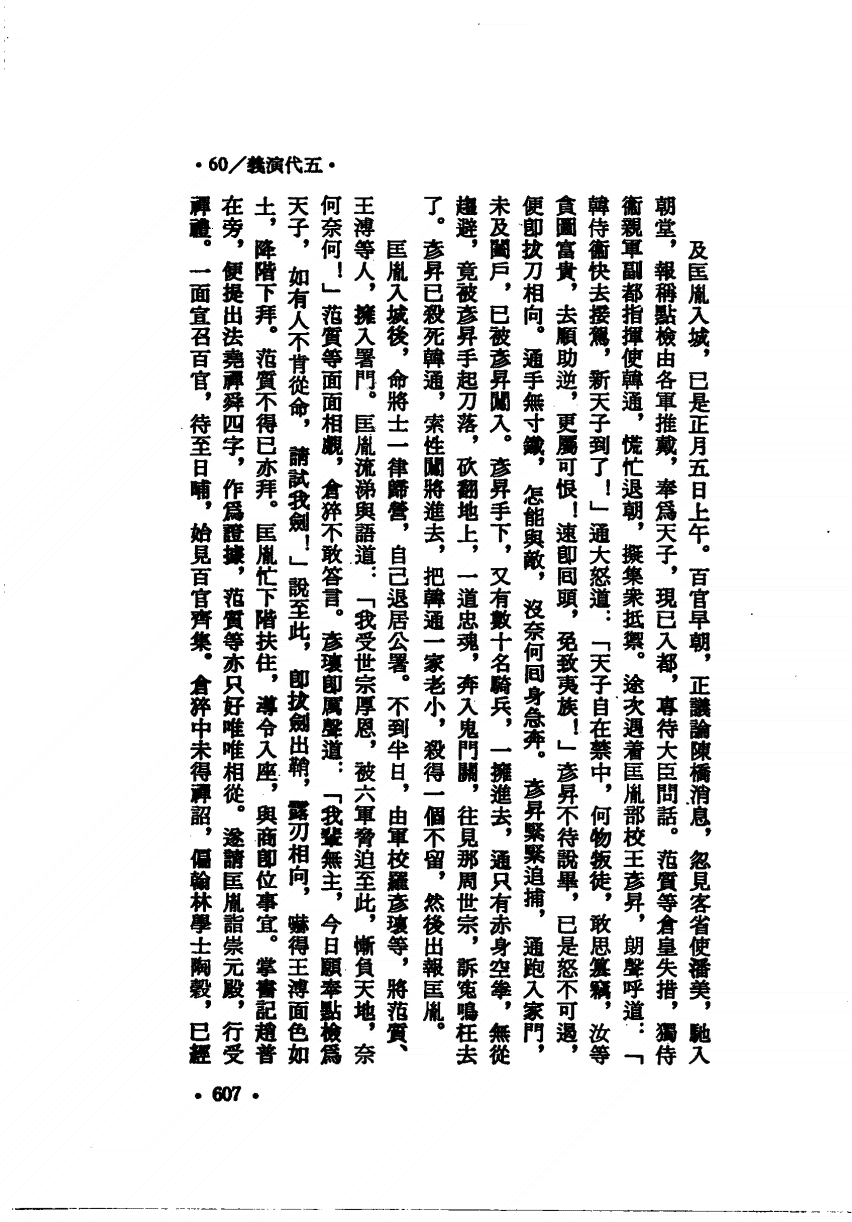 ·60/五代演義·
及匡胤入城，已是正月五日上午。百官早朝，正議論陳橋消息，忽見客省使潘美，馳入
朝堂，報稱點檢由各軍推戴，奉爲天子，現已入都，專待大臣問話。范質等倉皇失措，獨侍
衞親軍副都指揮使韓通，慌忙退朝，擬集衆抵禦。途次遇着匡胤部校王彥昇，朗聲呼道：「
韓侍衞快去接駕，新天子到了！」通大怒道：「天子自在禁中，何物叛徒，敢思篡竊，汝等
貪圖富貴，去順助逆，更屬可恨！速卽回頭，免致夷族！」彥昇不待說畢，已是怒不可遏，
便卽拔刀相向。通手無寸鐵，怎能與敵，沒奈何回身急奔。彥昇緊緊追捕，通跑入家門，
未及闔戶，已被彥昇闖入。彥昇手下，又有數十名騎兵，一擁進去，通只有赤身空拳，無從
趨避，竟被彥昇手起刀落，砍翻地上，一道忠魂，奔入鬼門關，往見那周世宗，訴寃鳴枉去
了。彥昇已殺死韓通，索性闖將進去，把韓通一家老小，殺得一個不留，然後出報匡胤。
匡胤入城後，命將士一律歸營，自己退居公署。不到半日，由軍校羅彥瓌等，將范質、
王溥等人，擁入署門。匡胤流涕與語道：「我受世宗厚恩，被六軍脅迫至此，慚負天地，奈
何奈何！」范質等面面相覷，倉猝不敢答言。彥瓌卽厲聲道：「我輩無主，今日願奉點檢爲
天子，如有人不肯從命，請試我劍！」說至此，卽拔劍出鞘，露刃相向，嚇得王溥面色如
土，降階下拜。范質不得已亦拜。匡胤忙下階扶住，導令入座，與商卽位事宜。掌書記趙普
在旁，便提出法堯禪舜四字，作爲證據，范質等亦只好唯唯相從。遂請匡胤詣崇元殿，行受
禪禮。一面宣召百官，待至日晡，始見百官齊集。倉猝中未得禪詔，偏翰林學士陶穀，已經
·607·